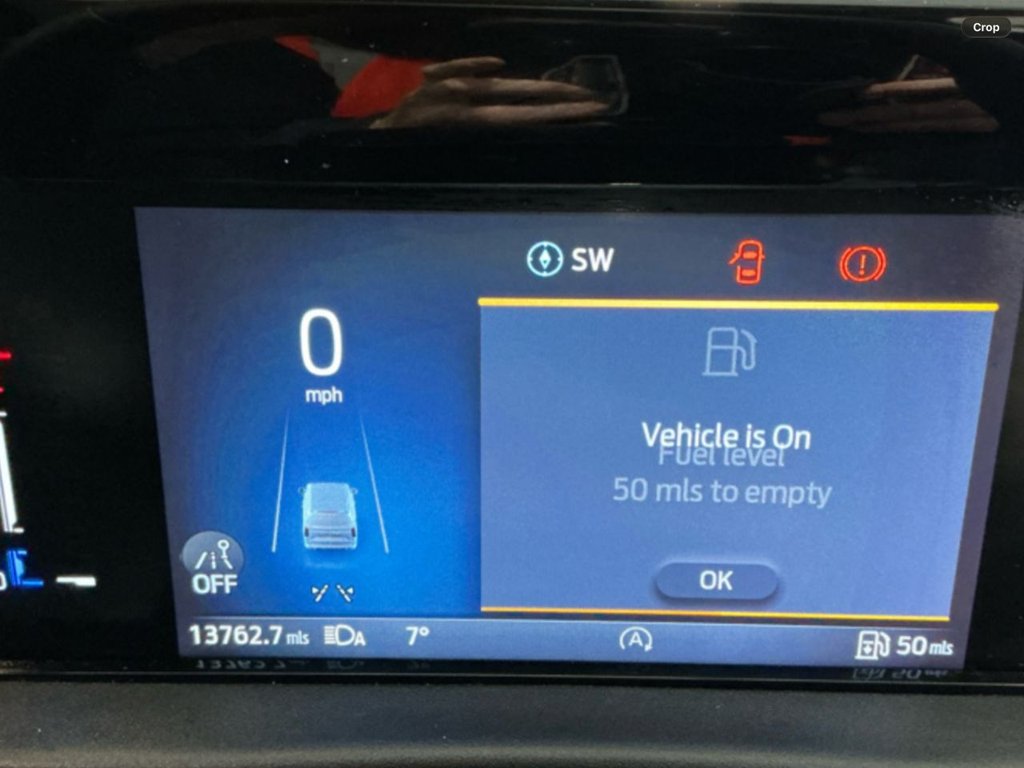 Crop
SW
0
mph
Vehicle is On
Fuel level
50 mls to empty
OFF
OK
13762.7 mls
A
7°
A
50 mls